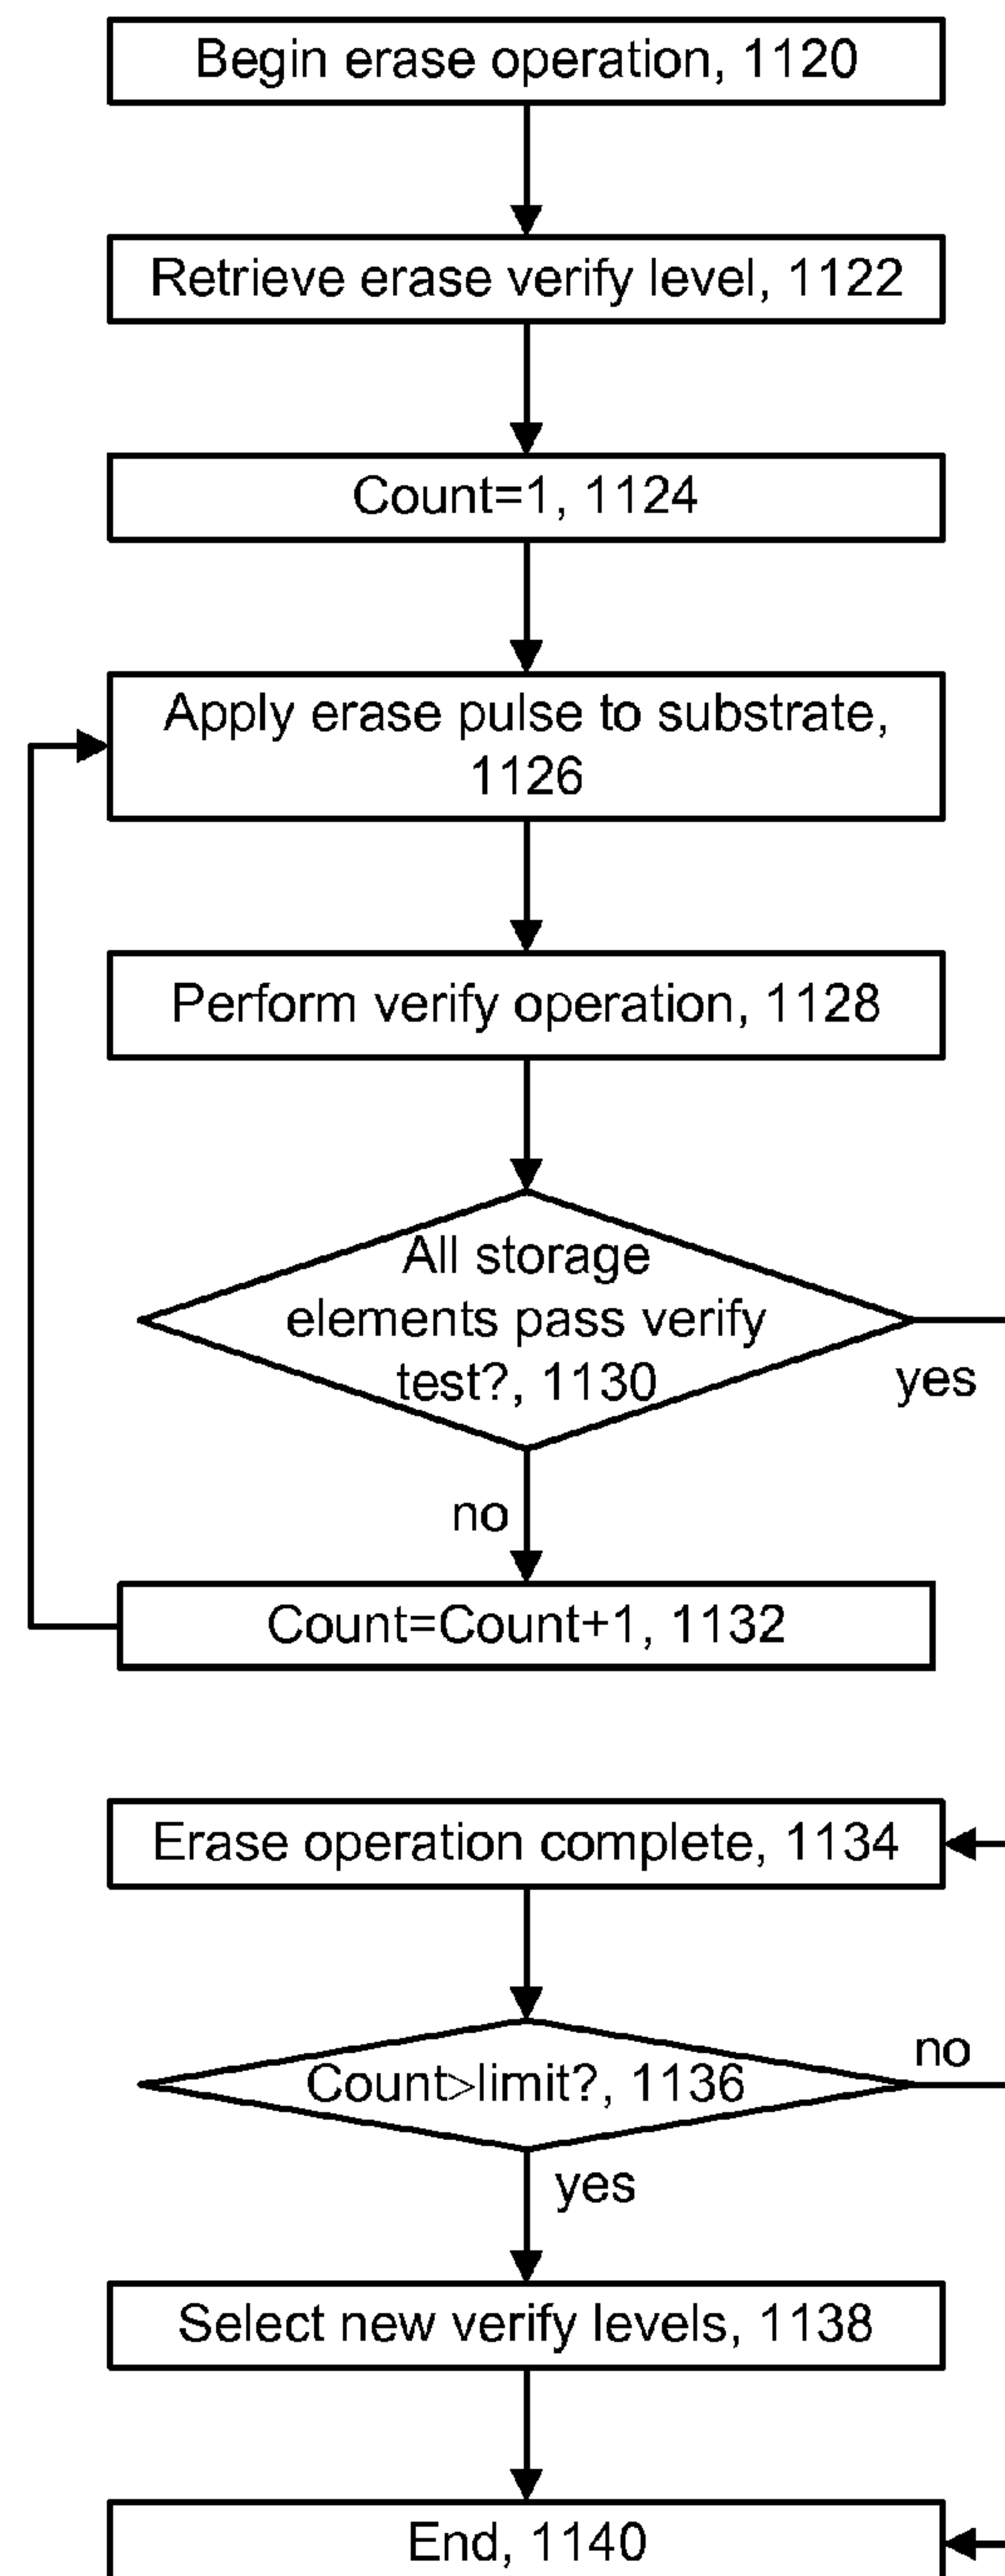 Begin erase operation, 1120
Retrieve erase verify level, 1122
Count=1, 1124
Apply erase pulse to substrate,
1126
Perform verify operation, 1128
All storage
elements pass verify
test?, 1130
yes
no
Count=Count+1, 1132
Erase operation complete, 1134
no
Count>limit?, 1136
yes
Select new verify levels, 1138
End, 1140